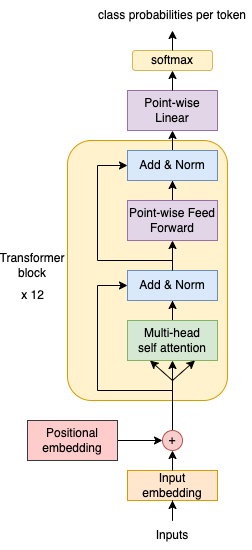 class probabilities per token
softmax
Point-wise
Linear
Add & Norm
Point-wise Feed
Forward
Transformer
block
x 12
Add & Norm
Multi-head
self attention
Positional
embedding
+
Input
embedding
Inputs